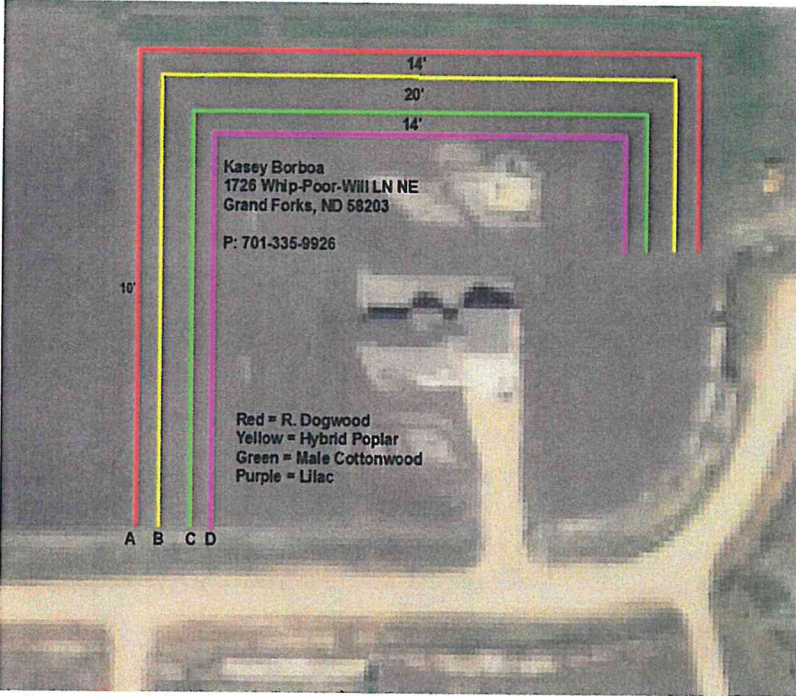 14'
20'
14'
Kasey Borboa
1726 Whip-Poor-Will LN NE
Grand Forks, ND 58203
P: 701-335-9926
10'
Red = R. Dogwood
Yellow = Hybrid Poplar
Green = Male Cottonwood
Purple = Lilac
A B C D